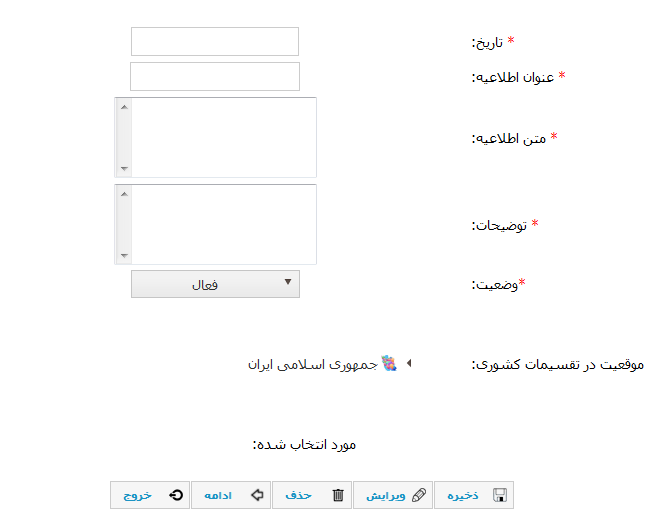 * تاریخ:
* عنوان اطلاعیه:
* متن اطلاعیه:
* توضیحات:
*وضعیت: فعال
موقعیت در تقسیمات کشوری: جمهوری اسلامی ایران
مورد انتخاب شده:
ذخیره ویرایش حذف ادامه خروج